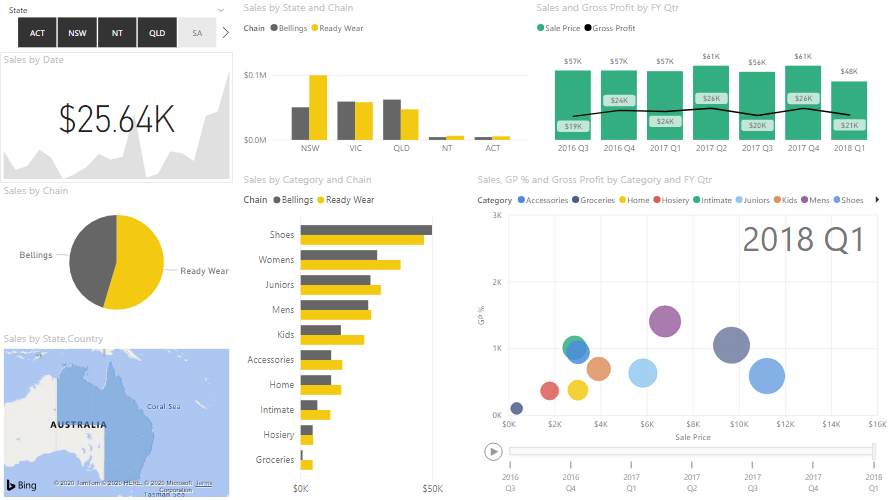 State
ACT NSW NT QLD SA
Sales by Date
$25.64K
Sales by Chain
Bellings
Ready Wear
Sales by State,Country
Coral Sea
AUSTRALIA
Bing
© 2020 TomTom © 2020 HERE, © 2020 Microsoft Corporation Terms
Tasman Sea
Sales by State and Chain
Chain Bellings Ready Wear
$0.1M
$0.0M
NSW VIC QLD NT ACT
Sales and Gross Profit by FY Qtr
Sale Price Gross Profit
$57K $57K $57K $61K $56K $61K $48K
$19K $24K $24K $26K $20K $26K $21K
2016 Q3 2016 Q4 2017 Q1 2017 Q2 2017 Q3 2017 Q4 2018 Q1
Sales by Category and Chain
Chain Bellings Ready Wear
Shoes
Womens
Juniors
Mens
Kids
Accessories
Home
Intimate
Hosiery
Groceries
$0K $50K
Sales, GP % and Gross Profit by Category and FY Qtr
Category Accessories Groceries Home Hosiery Intimate Juniors Kids Mens Shoes
2018 Q1
3K
2K
1K
0K
GP %
$0K $2K $4K $6K $8K $10K $12K $14K $16K
Sale Price
2016 2016 2017 2017 2017 2017 2018
Q3 Q4 Q1 Q2 Q3 Q4 Q1